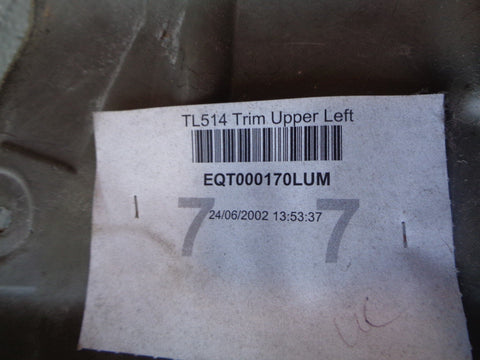 TL514 Trim Upper Left
EQT000170LUM
7 24/06/2002 13:53:37 7